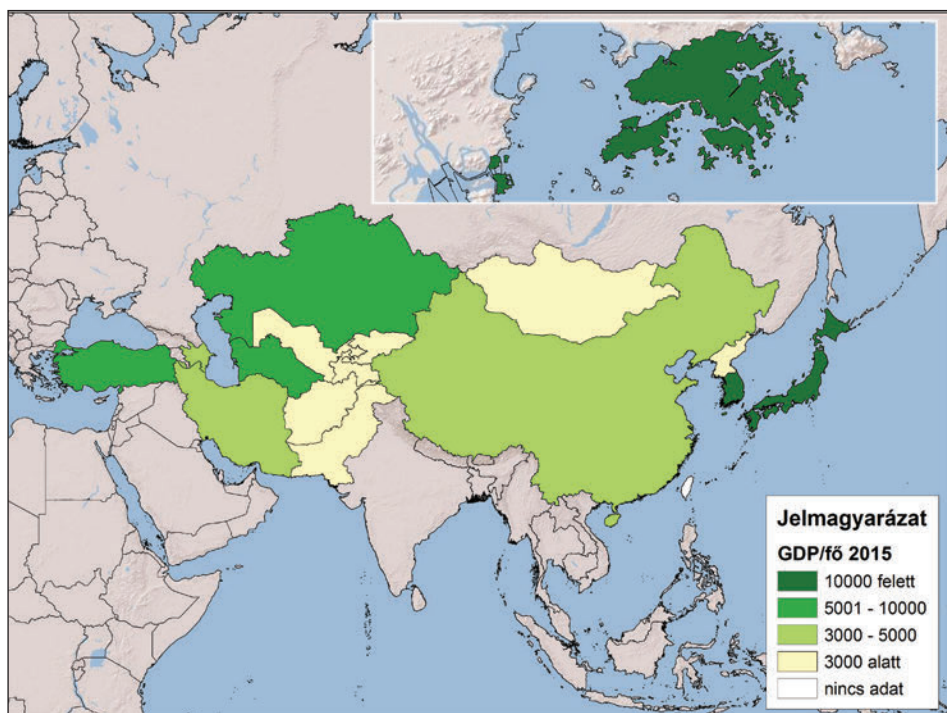 Jelmagyarázat
GDP/fő 2015
10000 felett
5001 - 10000
3000 - 5000
3000 alatt
nincs adat